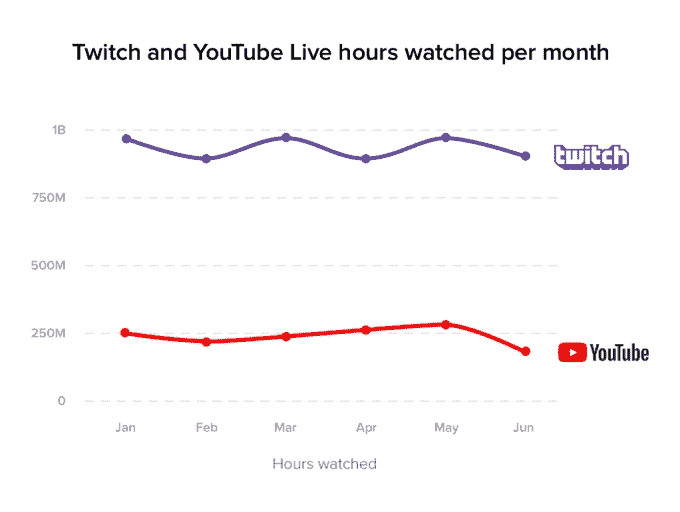 Twitch and YouTube Live hours watched per month
1B
twitch
750M
500M
250M
YouTube
0
Jan Feb Mar Apr May Jun
Hours watched